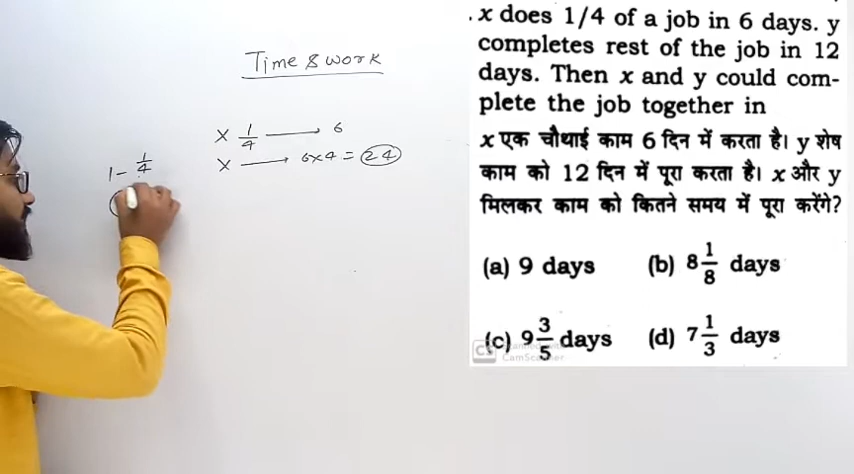 Time & work
x 1/4 ⟶ 6
x ⟶ 6x4 = 24
1 - 1/4
. x does 1/4 of a job in 6 days. y
completes rest of the job in 12
days. Then x and y could com-
plete the job together in
x एक चौथाई काम 6 दिन में करता है। y शेष
काम को 12 दिन में पूरा करता है। x और y
मिलकर काम को कितने समय में पूरा करेंगे?
(a) 9 days (b) 8 1/8 days
(c) 9 3/5 days (d) 7 1/3 days
CS
CamScanner